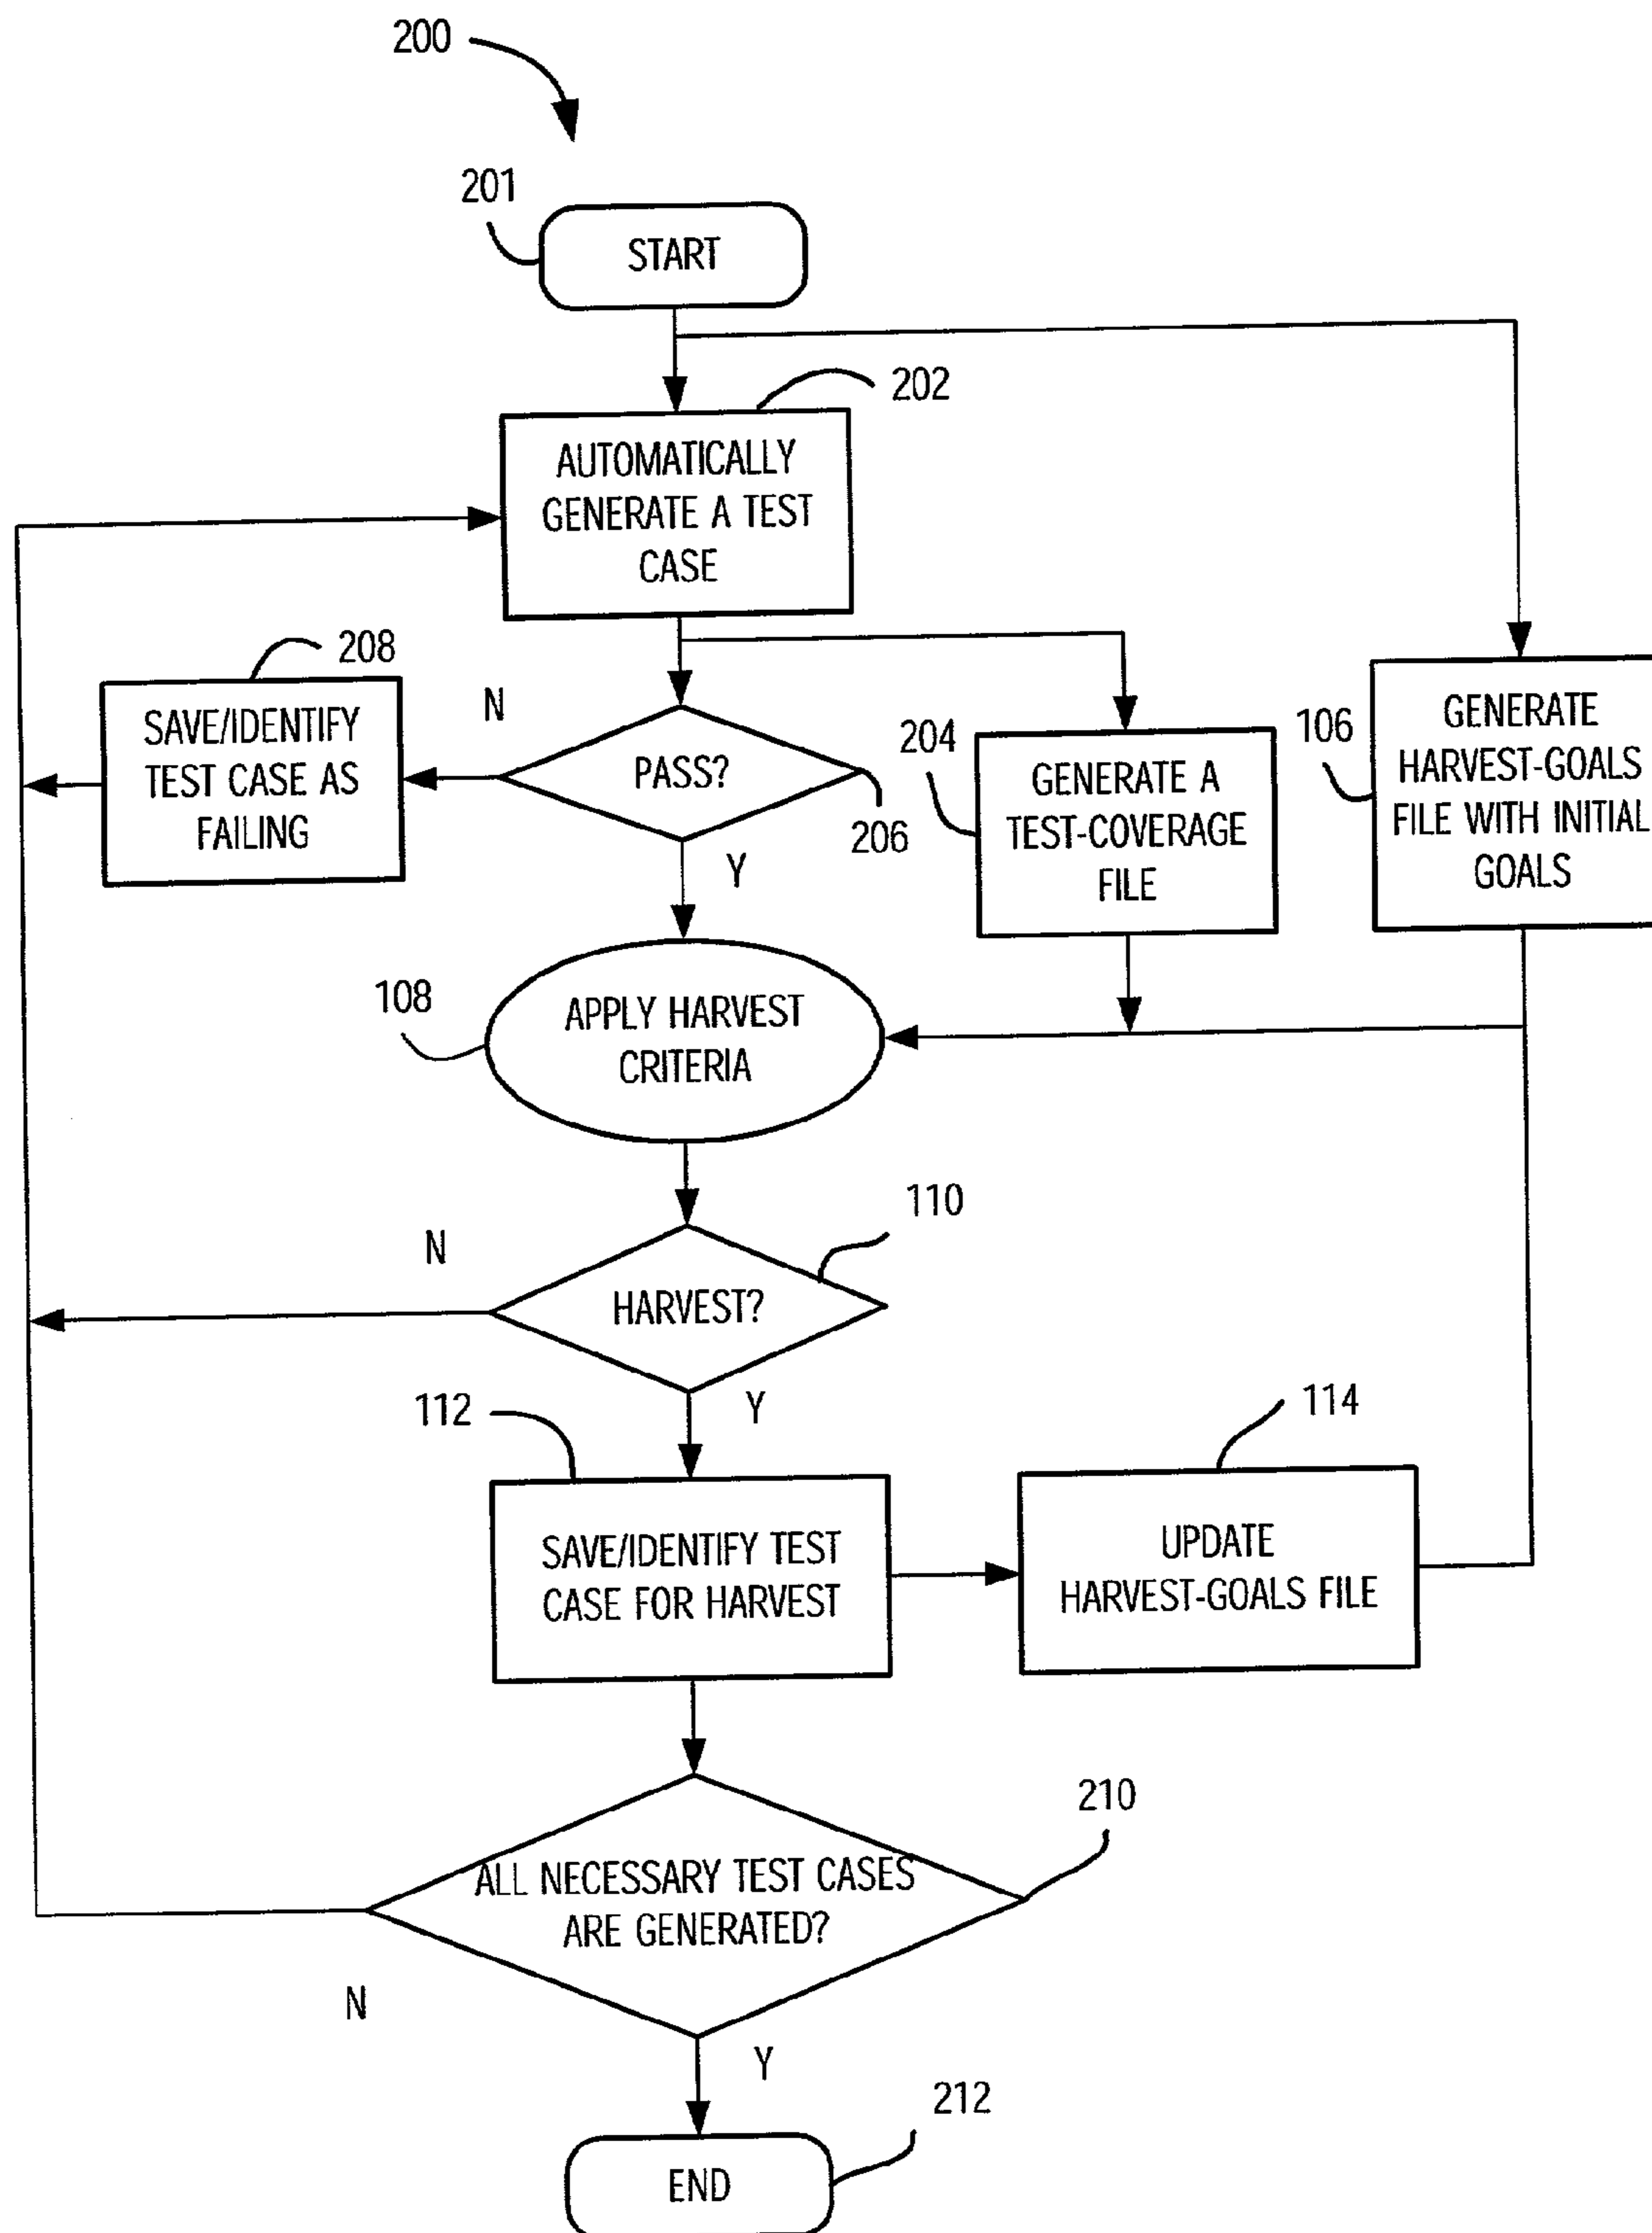 200
201
START
202
AUTOMATICALLY
GENERATE A TEST
CASE
208
SAVE/IDENTIFY
TEST CASE AS
FAILING
N
PASS?
206
Y
204
GENERATE A
TEST-COVERAGE
FILE
106
GENERATE
HARVEST-GOALS
FILE WITH INITIAL
GOALS
108
APPLY HARVEST
CRITERIA
110
N
HARVEST?
Y
112
SAVE/IDENTIFY TEST
CASE FOR HARVEST
114
UPDATE
HARVEST-GOALS FILE
210
ALL NECESSARY TEST CASES
ARE GENERATED?
N
Y
212
END